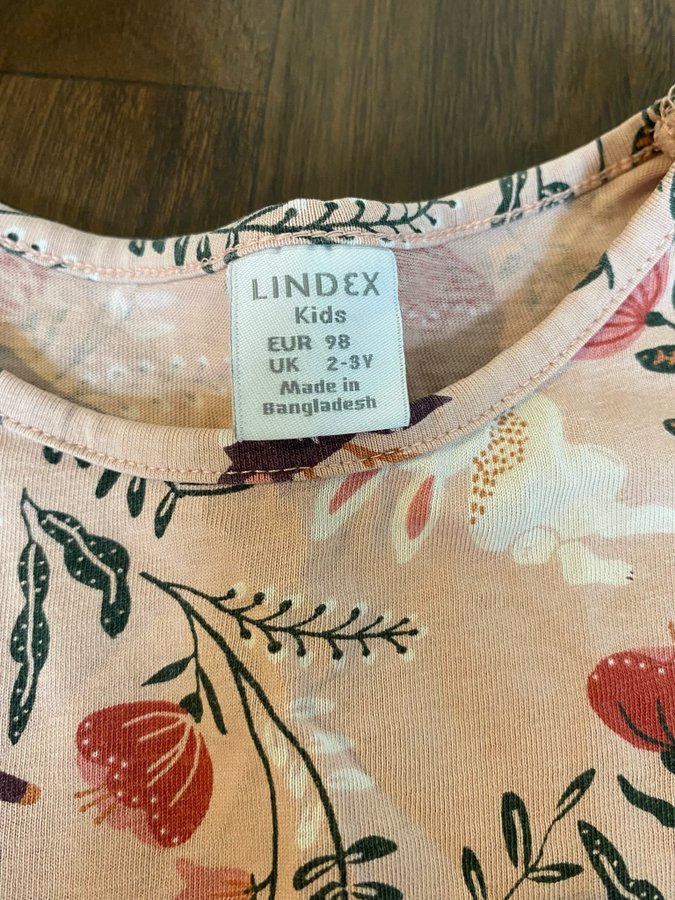 LINDEX
Kids
EUR 98
UK 2-3Y
Made in
Bangladesh